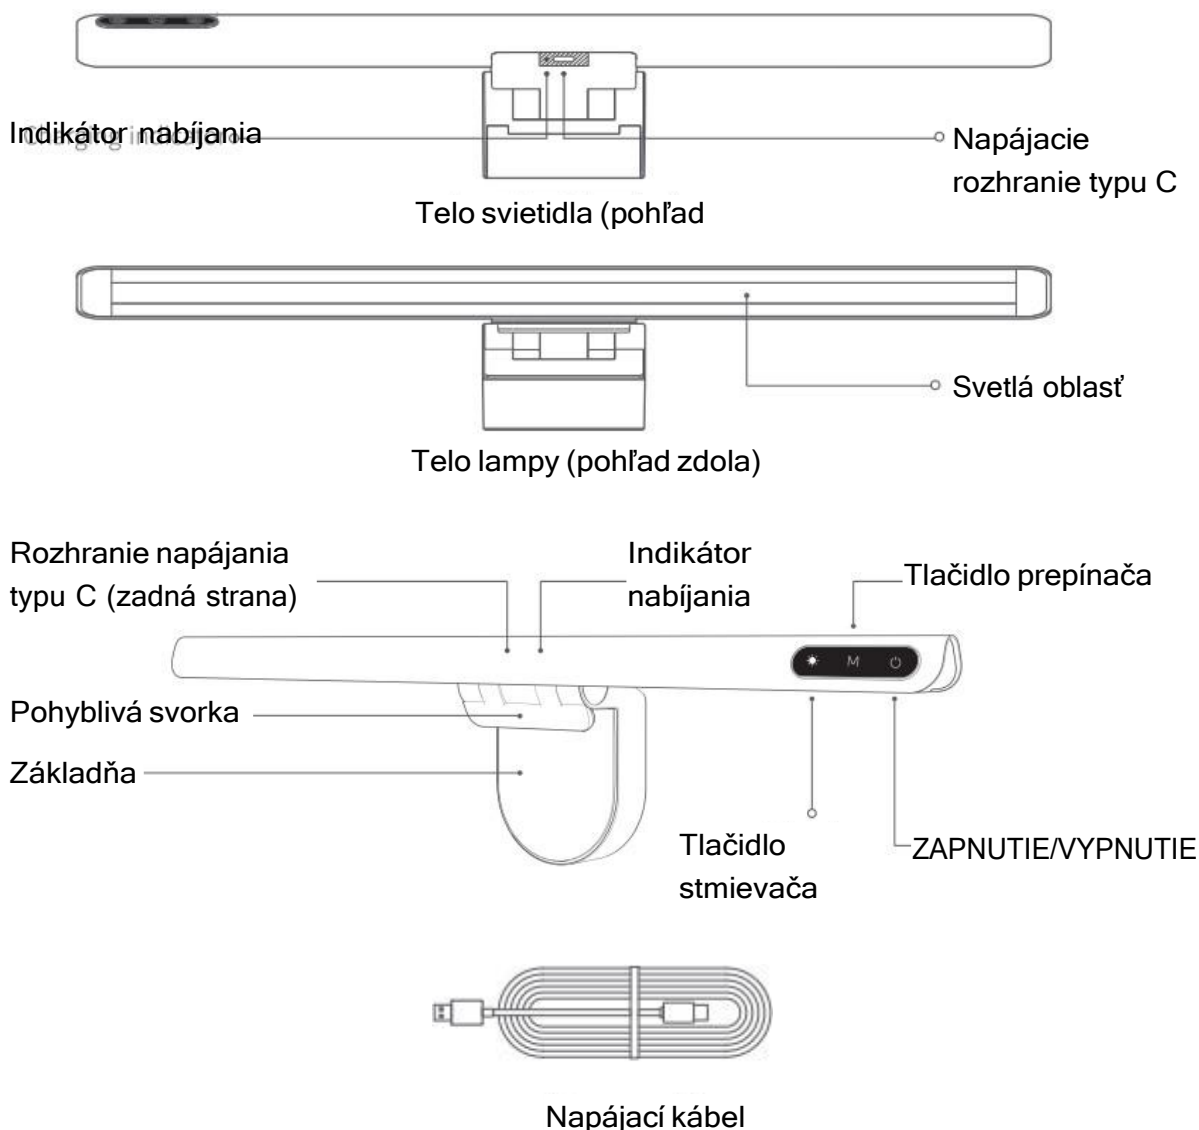 Indikátor nabíjania
Napájacie
rozhranie typu C
Telo svietidla (pohľad
Svetlá oblasť
Telo lampy (pohľad zdola)
Rozhranie napájania
typu C (zadná strana)
Indikátor
nabíjania
Tlačidlo prepínača
M
Pohyblivá svorka
Základňa
Tlačidlo
stmievača
ZAPNUTIE/VYPNUTIE
Napájací kábel